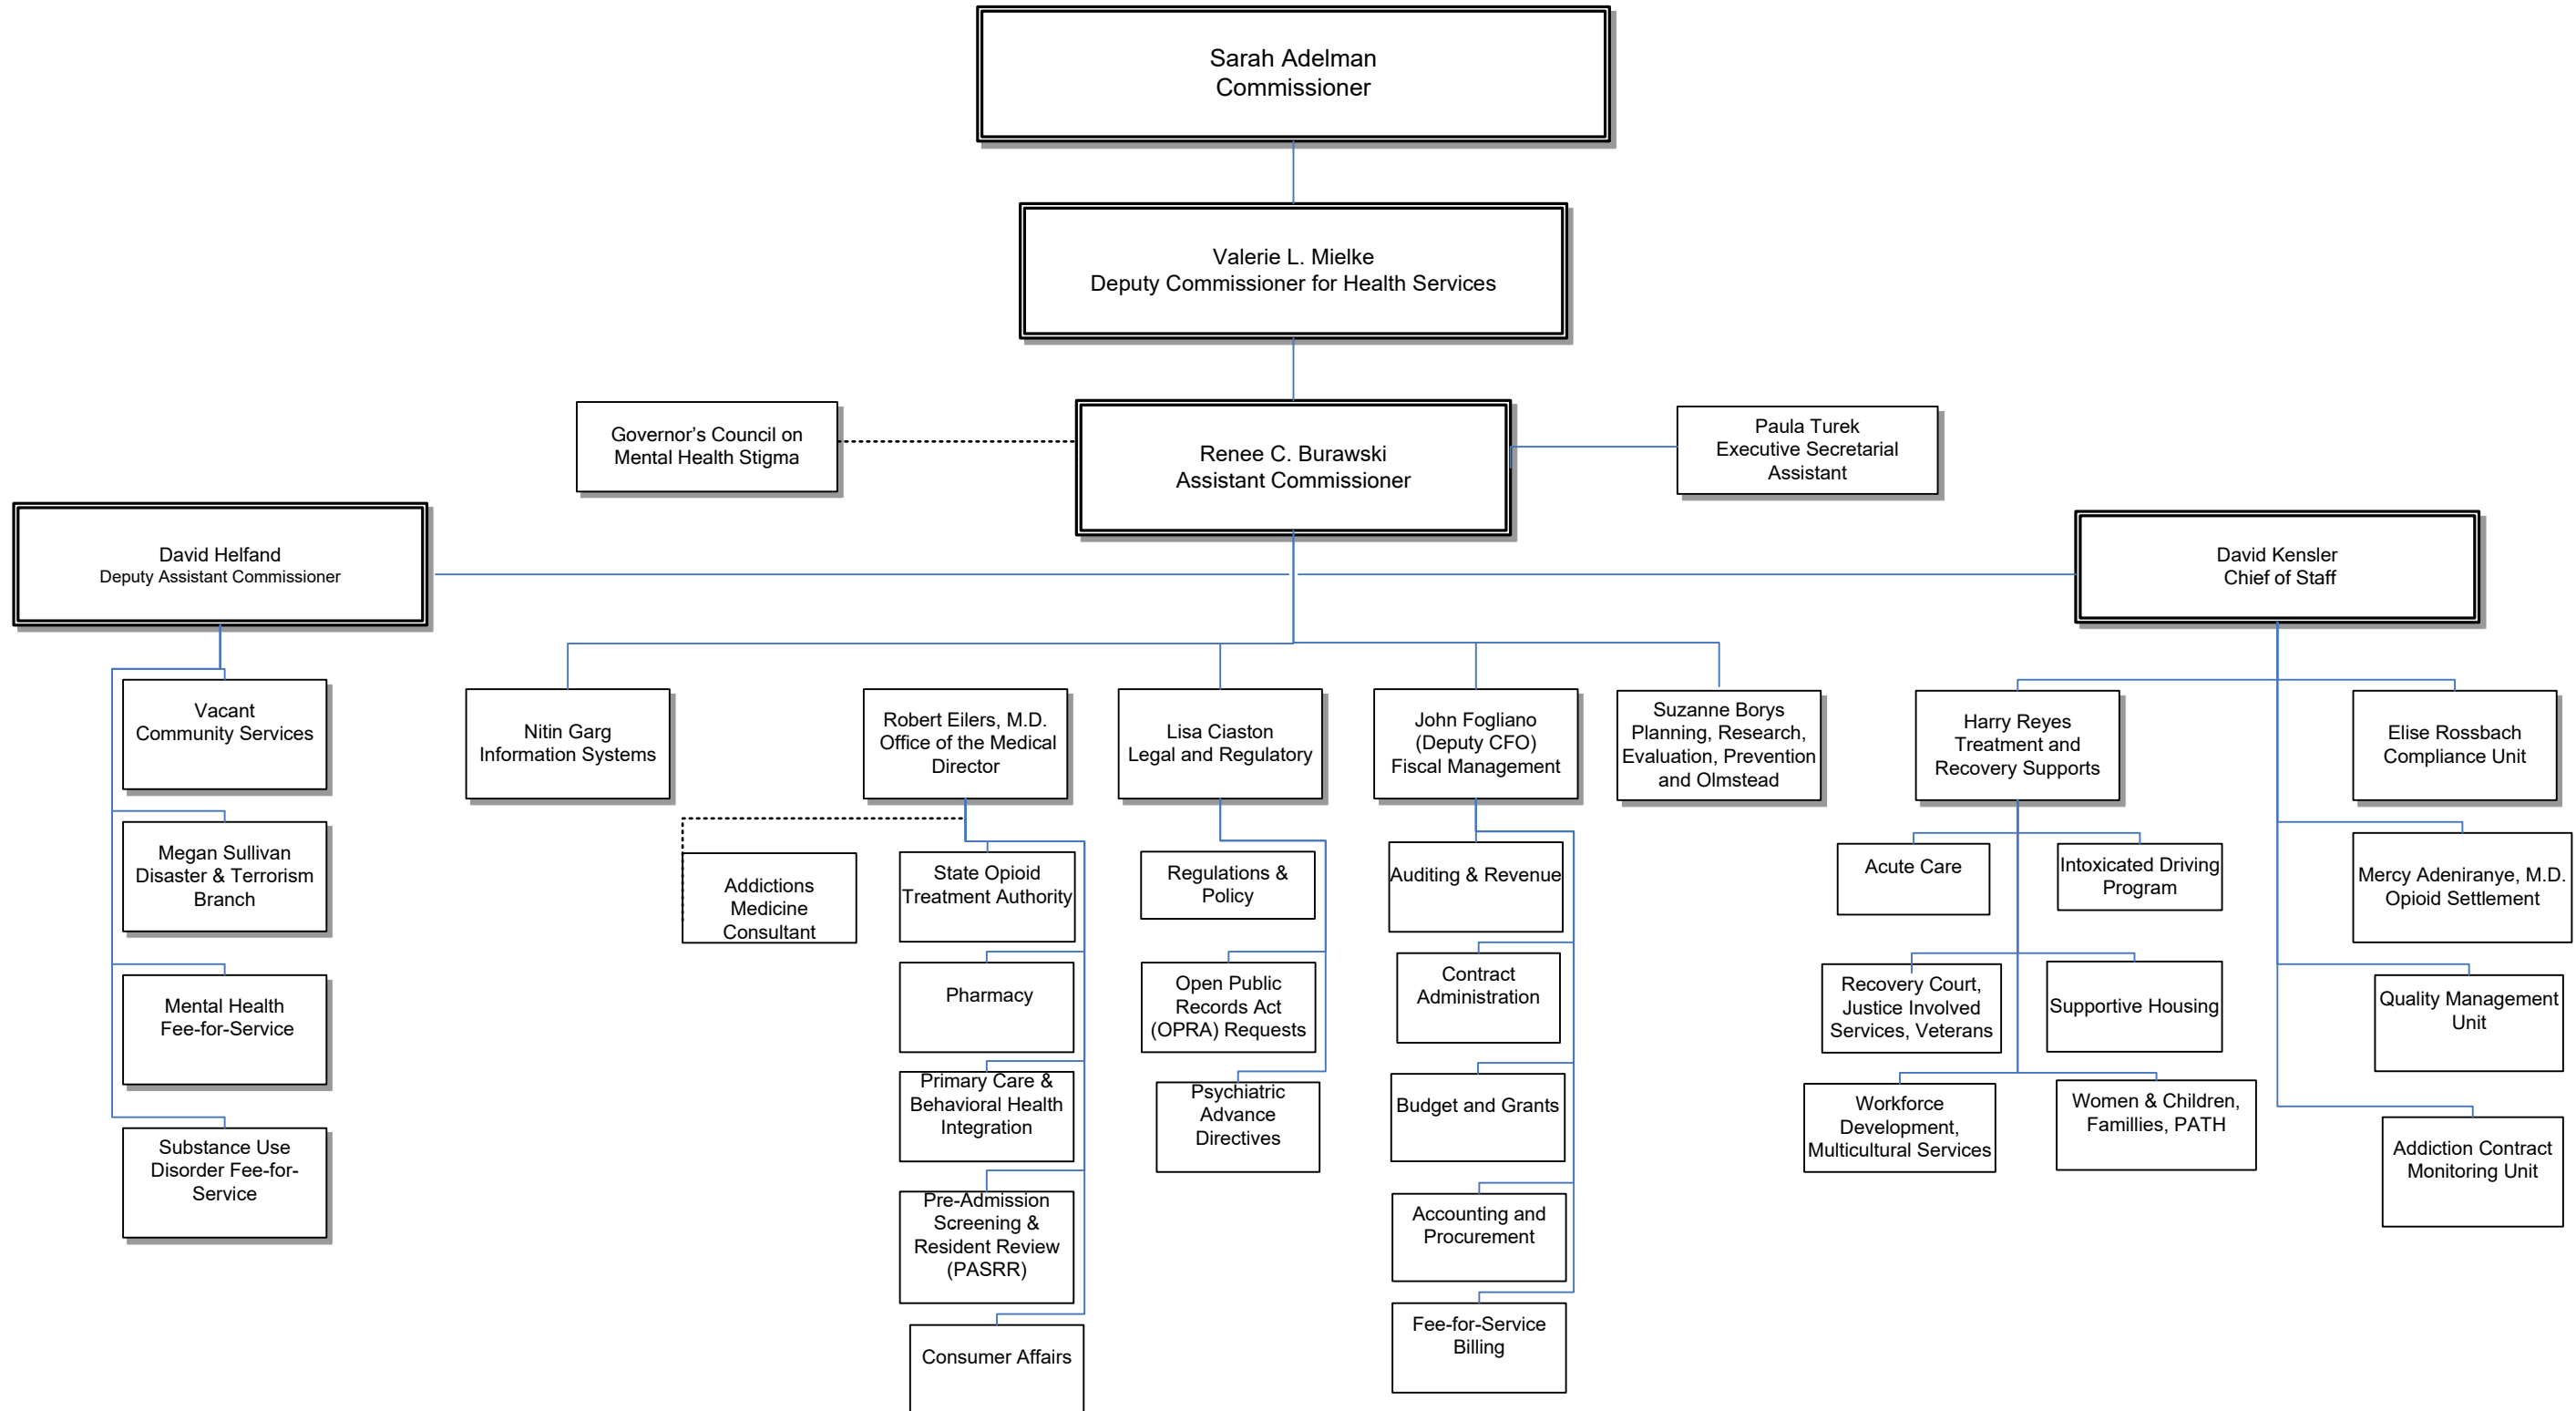 Sarah Adelman
Commissioner
Valerie L. Mielke
Deputy Commissioner for Health Services
Governor’s Council on
Mental Health Stigma
Renee C. Burawski
Assistant Commissioner
Paula Turek
Executive Secretarial
Assistant
David Helfand
Deputy Assistant Commissioner
David Kensler
Chief of Staff
Vacant
Community Services
Megan Sullivan
Disaster & Terrorism
Branch
Mental Health
Fee-for-Service
Substance Use
Disorder Fee-for-
Service
Nitin Garg
Information Systems
Robert Eilers, M.D.
Office of the Medical
Director
Addictions
Medicine
Consultant
State Opioid
Treatment Authority
Pharmacy
Primary Care &
Behavioral Health
Integration
Pre-Admission
Screening &
Resident Review
(PASRR)
Consumer Affairs
Lisa Ciaston
Legal and Regulatory
Regulations &
Policy
Open Public
Records Act
(OPRA) Requests
Psychiatric
Advance
Directives
John Fogliano
(Deputy CFO)
Fiscal Management
Auditing & Revenue
Contract
Administration
Budget and Grants
Accounting and
Procurement
Fee-for-Service
Billing
Suzanne Borys
Planning, Research,
Evaluation, Prevention
and Olmstead
Harry Reyes
Treatment and
Recovery Supports
Acute Care
Intoxicated Driving
Program
Recovery Court,
Justice Involved
Services, Veterans
Supportive Housing
Workforce
Development,
Multicultural Services
Women & Children,
Famillies, PATH
Elise Rossbach
Compliance Unit
Mercy Adeniranye, M.D.
Opioid Settlement
Quality Management
Unit
Addiction Contract
Monitoring Unit